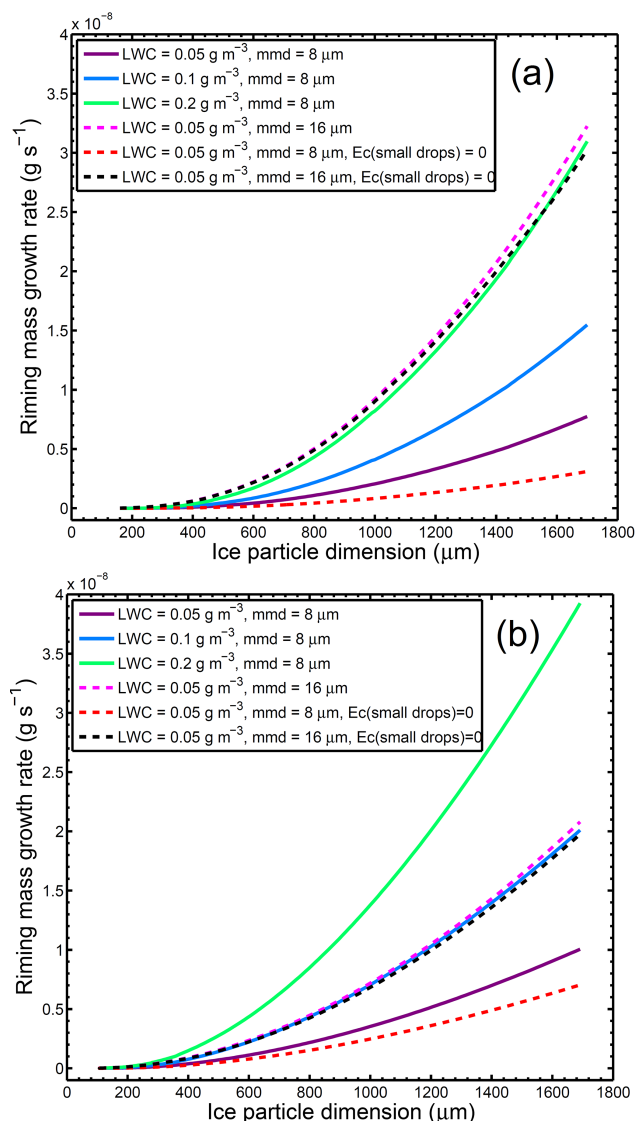 x 10⁻⁸
4
LWC = 0.05 g m⁻³, mmd = 8 μm
LWC = 0.1 g m⁻³, mmd = 8 μm
LWC = 0.2 g m⁻³, mmd = 8 μm
LWC = 0.05 g m⁻³, mmd = 16 μm
LWC = 0.05 g m⁻³, mmd = 8 μm, Ec(small drops) = 0
LWC = 0.05 g m⁻³, mmd = 16 μm, Ec(small drops) = 0
(a)
3.5
3
2.5
2
1.5
1
0.5
0
Riming mass growth rate (g s⁻¹)
0 200 400 600 800 1000 1200 1400 1600 1800
Ice particle dimension (μm)
x 10⁻⁸
4
LWC = 0.05 g m⁻³, mmd = 8 μm
LWC = 0.1 g m⁻³, mmd = 8 μm
LWC = 0.2 g m⁻³, mmd = 8 μm
LWC = 0.05 g m⁻³, mmd = 16 μm
LWC = 0.05 g m⁻³, mmd = 8 μm, Ec(small drops)=0
LWC = 0.05 g m⁻³, mmd = 16 μm, Ec(small drops)=0
(b)
3.5
3
2.5
2
1.5
1
0.5
0
Riming mass growth rate (g s⁻¹)
0 200 400 600 800 1000 1200 1400 1600 1800
Ice particle dimension (μm)